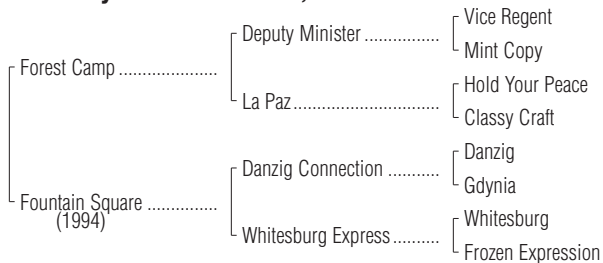 Vice Regent
Deputy Minister ................
Mint Copy
Forest Camp .....................
Hold Your Peace
La Paz...............................
Classy Craft
Danzig
Danzig Connection ...........
Gdynia
Fountain Square ...............
(1994)
Whitesburg
Whitesburg Express..........
Frozen Expression